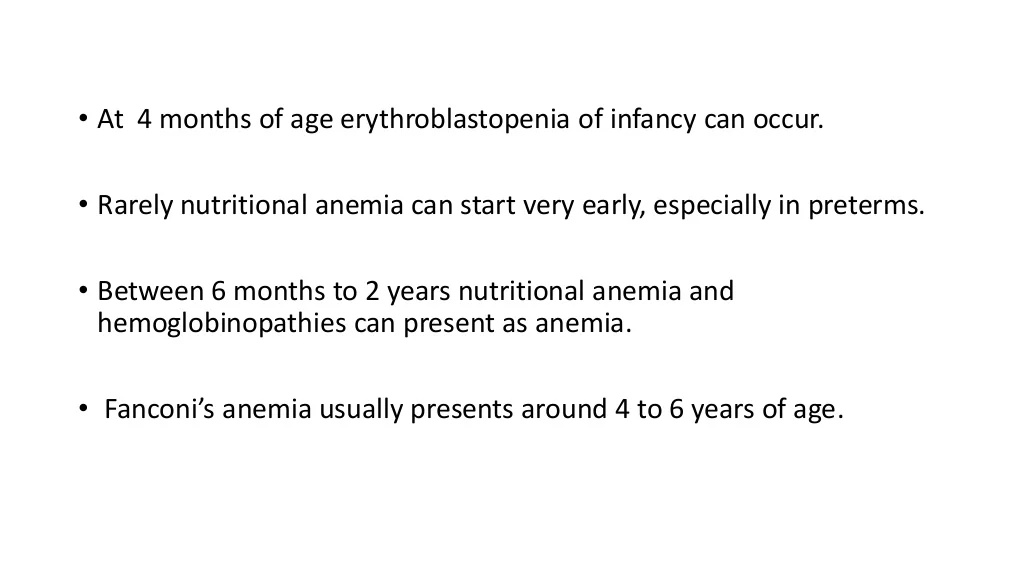 • At  4 months of age erythroblastopenia of infancy can occur.
• Rarely nutritional anemia can start very early, especially in preterms.
• Between 6 months to 2 years nutritional anemia and
hemoglobinopathies can present as anemia.
•  Fanconi’s anemia usually presents around 4 to 6 years of age.